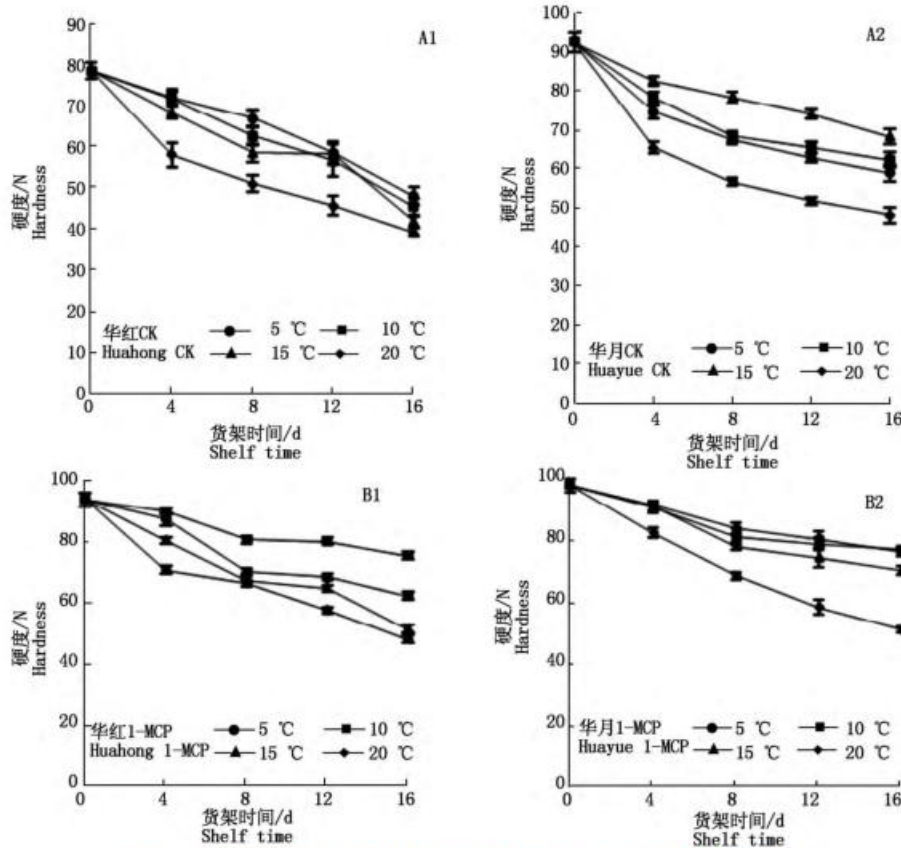 A1
90
80
70
60
50
40
30
20
10
0
硬度/N
Hardness
华红CK
Huahong CK
5 ℃
10 ℃
15 ℃
20 ℃
0 4 8 12 16
货架时间/d
Shelf time
A2
100
90
80
70
60
50
40
30
20
10
0
硬度/N
Hardness
华月CK
Huayue CK
5 ℃
10 ℃
15 ℃
20 ℃
0 4 8 12 16
货架时间/d
Shelf time
B1
100
80
60
40
20
0
硬度/N
Hardness
华红1-MCP
Huahong 1-MCP
5 ℃
10 ℃
15 ℃
20 ℃
0 4 8 12 16
货架时间/d
Shelf time
B2
100
80
60
40
20
0
硬度/N
Hardness
华月1-MCP
Huayue 1-MCP
5 ℃
10 ℃
15 ℃
20 ℃
0 4 8 12 16
货架时间/d
Shelf time